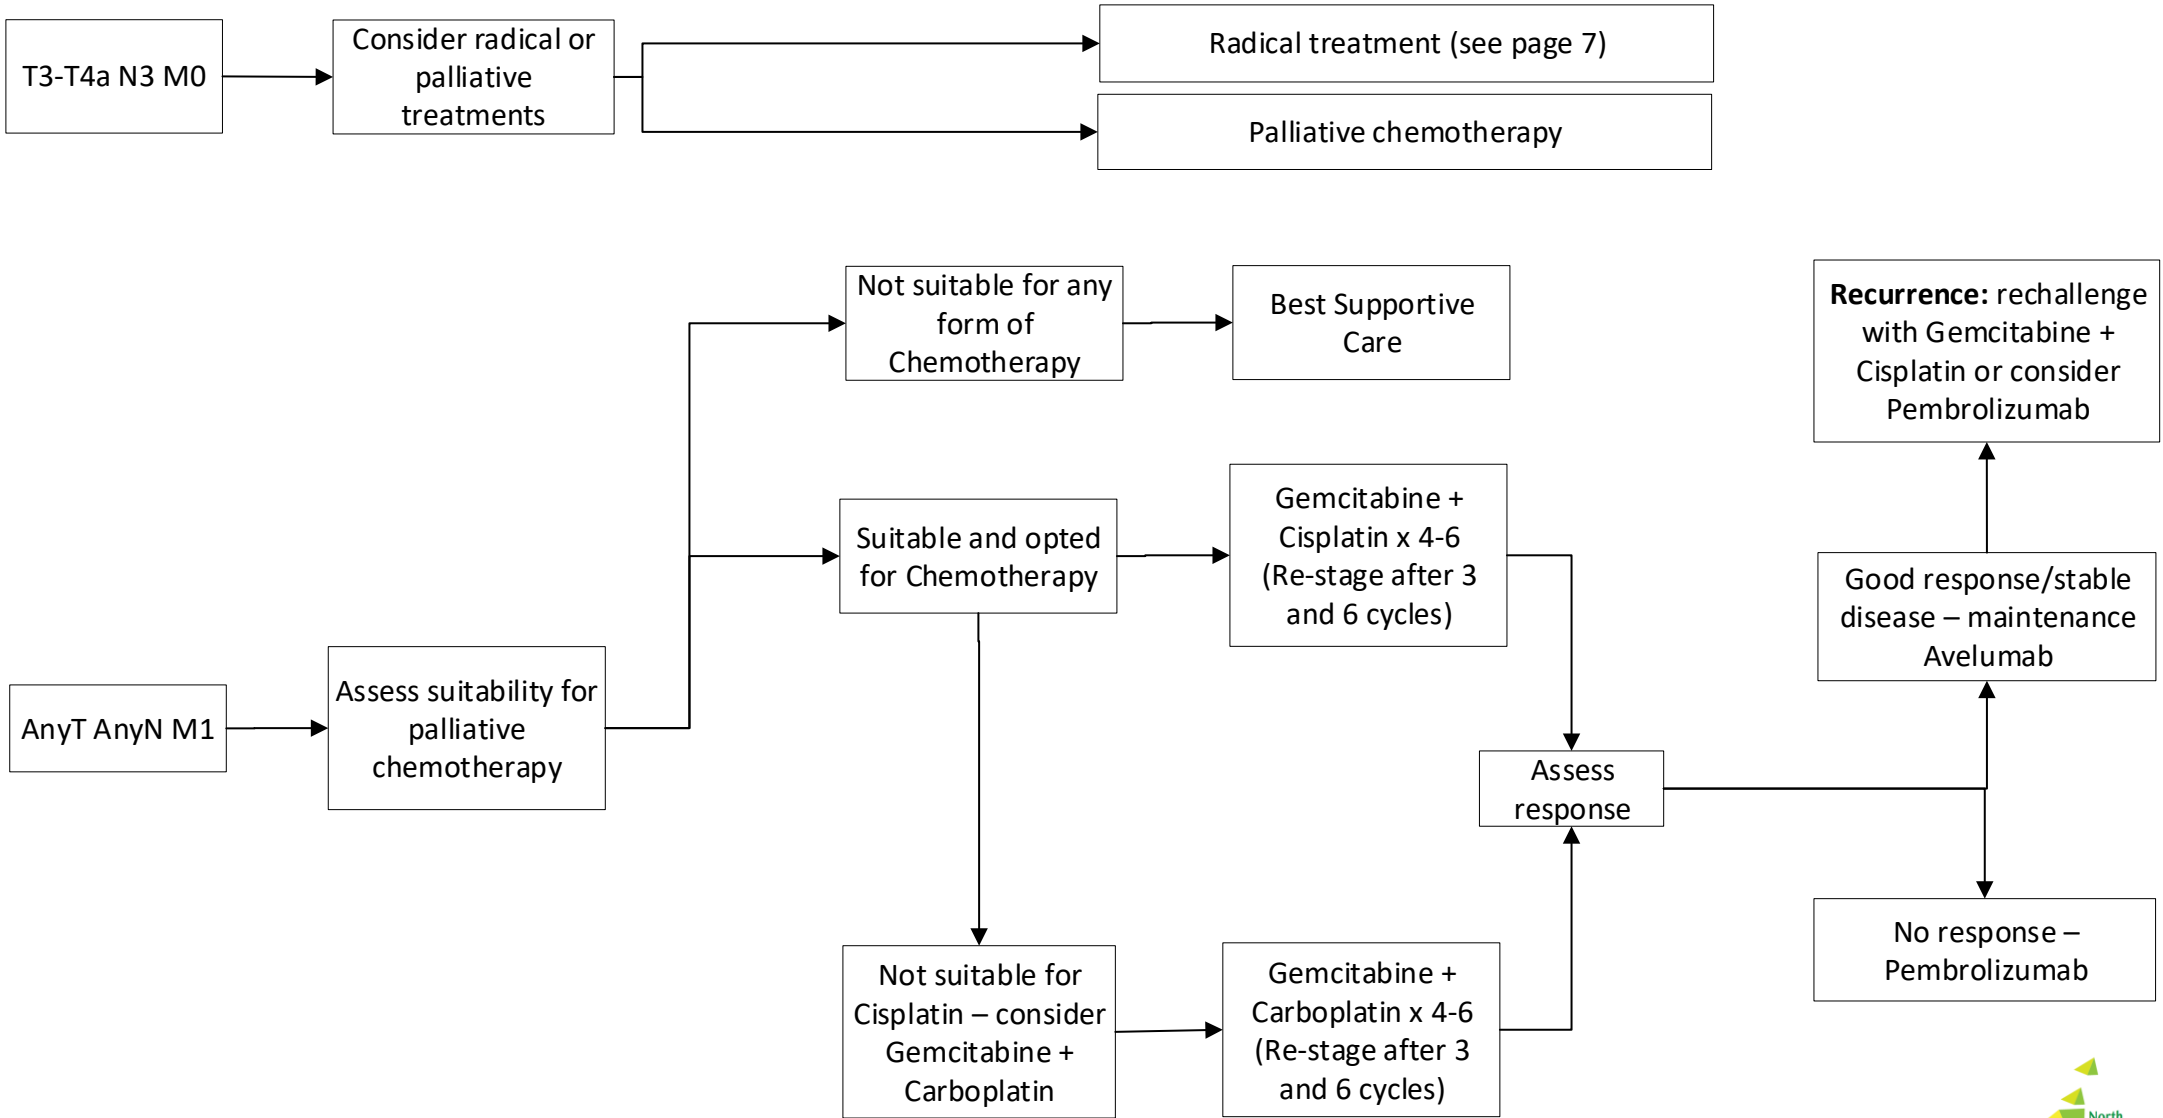 T3-T4a N3 M0
Consider radical or
palliative
treatments
Radical treatment (see page 7)
Palliative chemotherapy
Not suitable for any
form of
Chemotherapy
Best Supportive
Care
Recurrence: rechallenge
with Gemcitabine +
Cisplatin or consider
Pembrolizumab
Suitable and opted
for Chemotherapy
Gemcitabine +
Cisplatin x 4-6
(Re-stage after 3
and 6 cycles)
Good response/stable
disease – maintenance
Avelumab
AnyT AnyN M1
Assess suitability for
palliative
chemotherapy
Assess
response
Not suitable for
Cisplatin – consider
Gemcitabine +
Carboplatin
Gemcitabine +
Carboplatin x 4-6
(Re-stage after 3
and 6 cycles)
No response –
Pembrolizumab
North